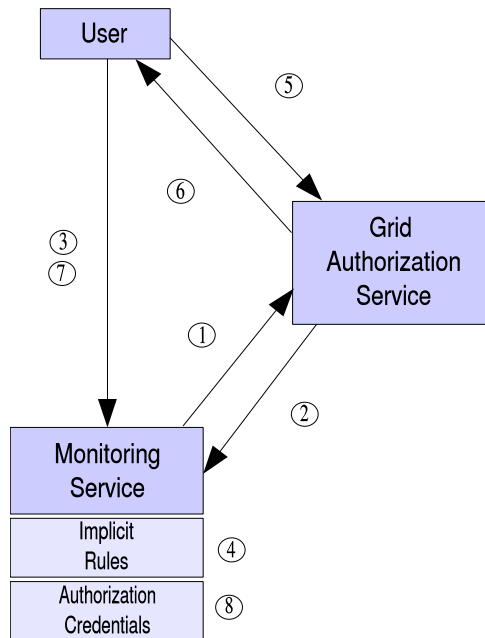 User
5
6
Grid
Authorization
Service
3
7
1
2
Monitoring
Service
Implicit
Rules
4
Authorization
Credentials
8